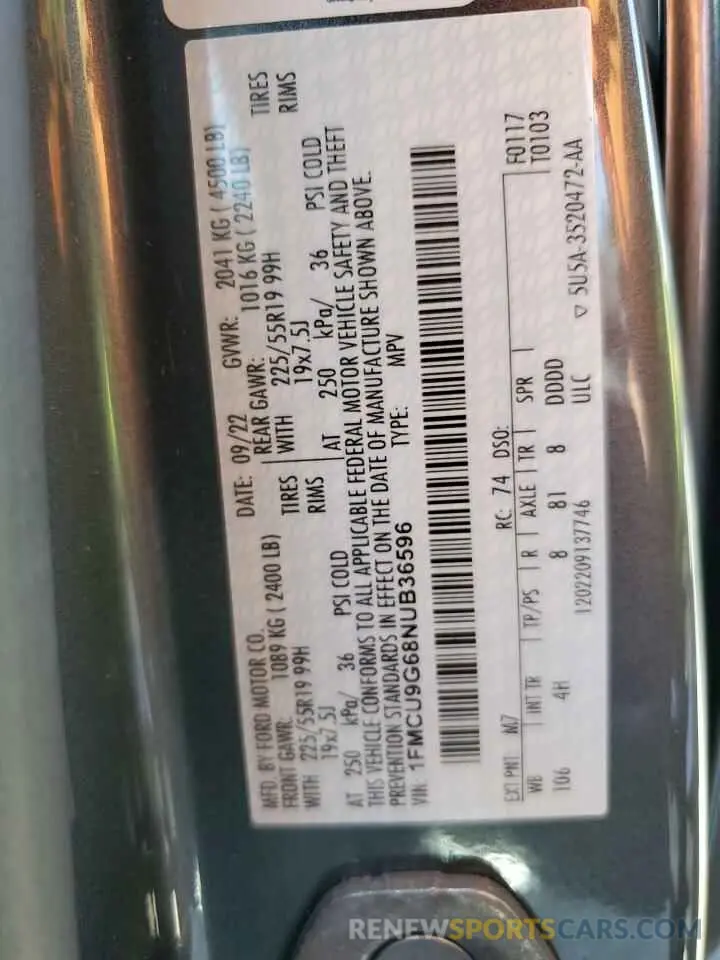 MFD. BY FORD MOTOR CO. DATE: 09/22 GVWR: 2041 KG ( 4500 LB)
FRONT GAWR: 1089 KG ( 2400 LB) REAR GAWR: 1016 KG ( 2240 LB)
WITH 225/55R19 99H TIRES WITH 225/55R19 99H TIRES
19x7.5J RIMS 19x7.5J RIMS
AT 250 kPa/ 36 PSI COLD AT 250 kPa/ 36 PSI COLD
THIS VEHICLE CONFORMS TO ALL APPLICABLE FEDERAL MOTOR VEHICLE SAFETY AND THEFT
PREVENTION STANDARDS IN EFFECT ON THE DATE OF MANUFACTURE SHOWN ABOVE.
VIN: 1FMCU9G68NUB36596 TYPE: MPV
EXT PNT M7 RC: 74 DSO: F0117
WB INT TR TP/PS R AXLE TR SPR T0103
106 4H 8 81 8 DDDD
1202209137746 ULC 5U5A-3520472-AA
RENEWSPORTSCARS.COM